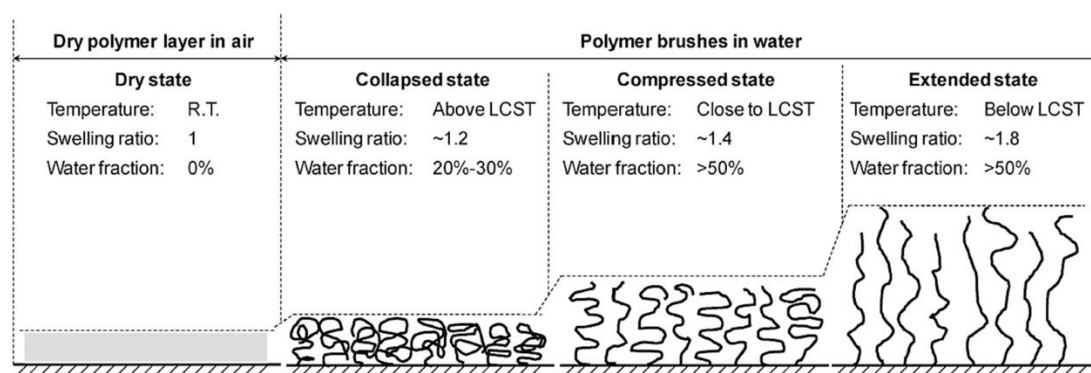 Dry polymer layer in air
Polymer brushes in water
Dry state
Temperature: R.T.
Swelling ratio: 1
Water fraction: 0%
Collapsed state
Temperature: Above LCST
Swelling ratio: ~1.2
Water fraction: 20%-30%
Compressed state
Temperature: Close to LCST
Swelling ratio: ~1.4
Water fraction: >50%
Extended state
Temperature: Below LCST
Swelling ratio: ~1.8
Water fraction: >50%